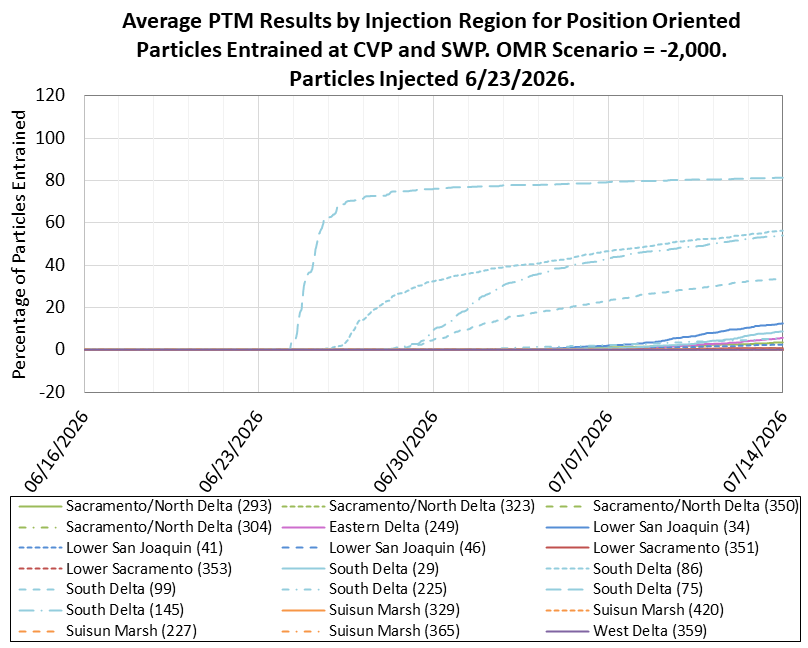 Average PTM Results by Injection Region for Position Oriented
Particles Entrained at CVP and SWP. OMR Scenario = -2,000.
Particles Injected 6/23/2026.
Percentage of Particles Entrained
120
100
80
60
40
20
0
-20
06/16/2026
06/23/2026
06/30/2026
07/07/2026
07/14/2026
Sacramento/North Delta (293) Sacramento/North Delta (323) Sacramento/North Delta (350)
Sacramento/North Delta (304) Eastern Delta (249) Lower San Joaquin (34)
Lower San Joaquin (41) Lower San Joaquin (46) Lower Sacramento (351)
Lower Sacramento (353) South Delta (29) South Delta (86)
South Delta (99) South Delta (225) South Delta (75)
South Delta (145) Suisun Marsh (329) Suisun Marsh (420)
Suisun Marsh (227) Suisun Marsh (365) West Delta (359)